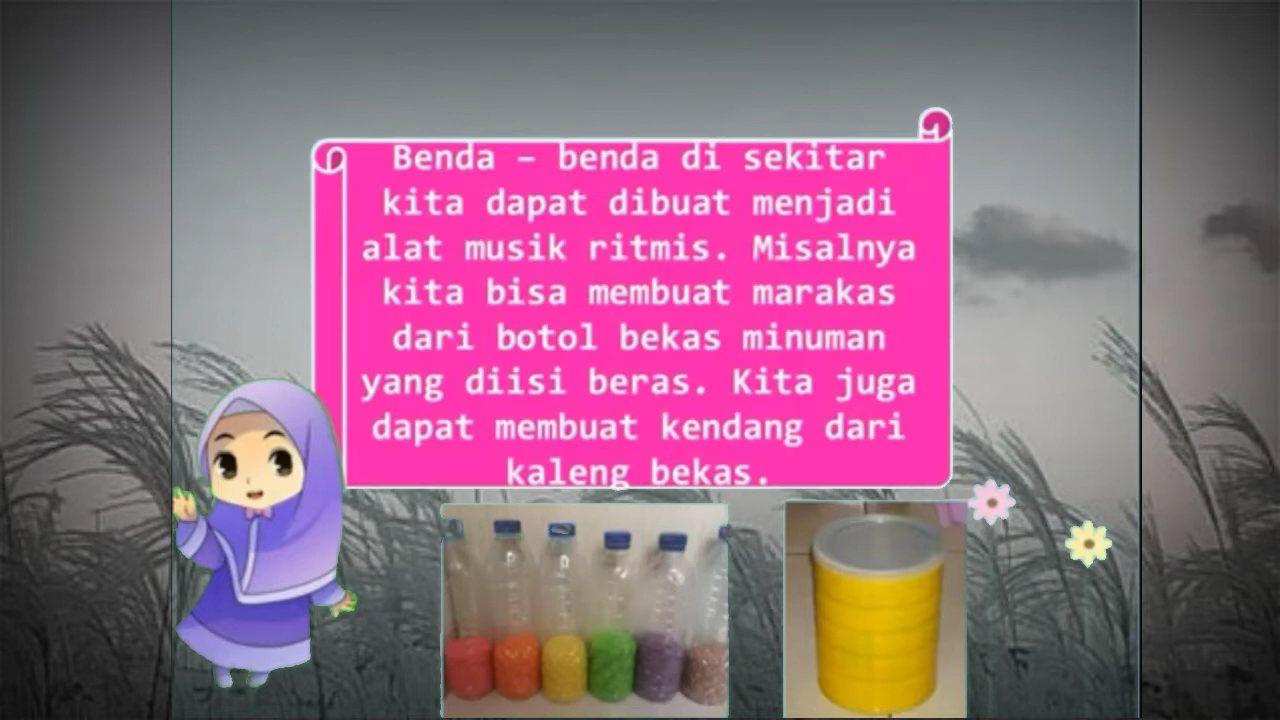 Benda – benda di sekitar
kita dapat dibuat menjadi
alat musik ritmis. Misalnya
kita bisa membuat marakas
dari botol bekas minuman
yang diisi beras. Kita juga
dapat membuat kendang dari
kaleng bekas.